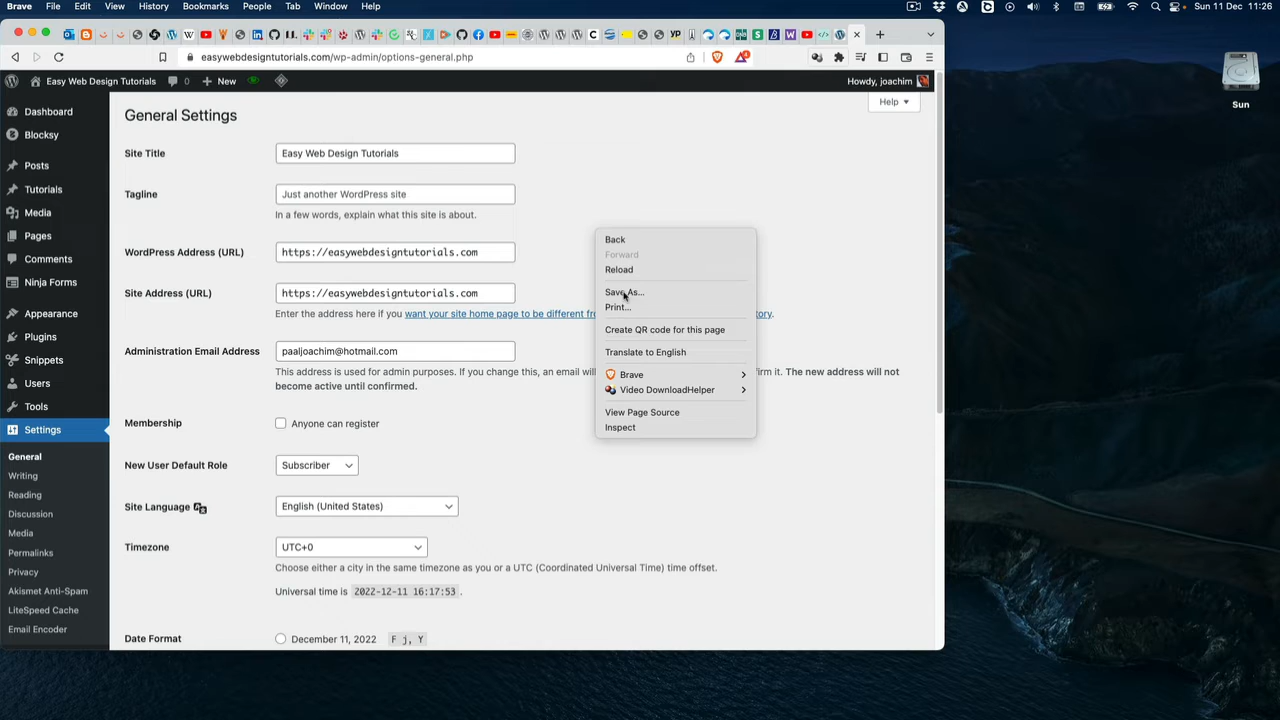 Brave File Edit View History Bookmarks People Tab Window Help Sun 11 Dec 11:26
easywebdesigntutorials.com/wp-admin/options-general.php
Easy Web Design Tutorials 0 + New Howdy, joachim
Help
Sun
Dashboard
Blocksy
Posts
Tutorials
Media
Pages
Comments
Ninja Forms
Appearance
Plugins
Snippets
Users
Tools
Settings
General
Writing
Reading
Discussion
Media
Permalinks
Privacy
Akismet Anti-Spam
LiteSpeed Cache
Email Encoder
General Settings
Site Title Easy Web Design Tutorials
Tagline Just another WordPress site
In a few words, explain what this site is about.
WordPress Address (URL) https://easywebdesigntutorials.com
Site Address (URL) https://easywebdesigntutorials.com
Enter the address here if you want your site home page to be different
Administration Email Address paaljoachim@hotmail.com
This address is used for admin purposes. If you change this, an email will firm it. The new address will not
become active until confirmed.
Membership Anyone can register
New User Default Role Subscriber
Site Language English (United States)
Timezone UTC+0
Choose either a city in the same timezone as you or a UTC (Coordinated Universal Time) time offset.
Universal time is 2022-12-11 16:17:53 .
Date Format December 11, 2022 F j, Y
Back
Forward
Reload
Save As...
Print...
Create QR code for this page
Translate to English
Brave
Video DownloadHelper
View Page Source
Inspect